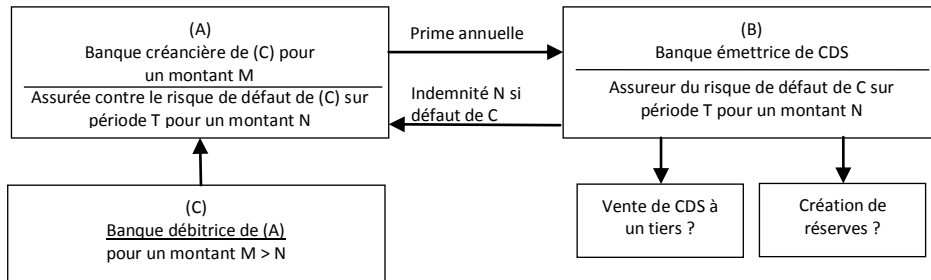 (A)
Banque créancière de (C) pour
un montant M
Assurée contre le risque de défaut de (C) sur
période T pour un montant N
Prime annuelle
Indemnité N si
défaut de C
(B)
Banque émettrice de CDS
Assureur du risque de défaut de C sur
période T pour un montant N
(C)
Banque débitrice de (A)
pour un montant M > N
Vente de CDS à
un tiers ?
Création de
réserves ?